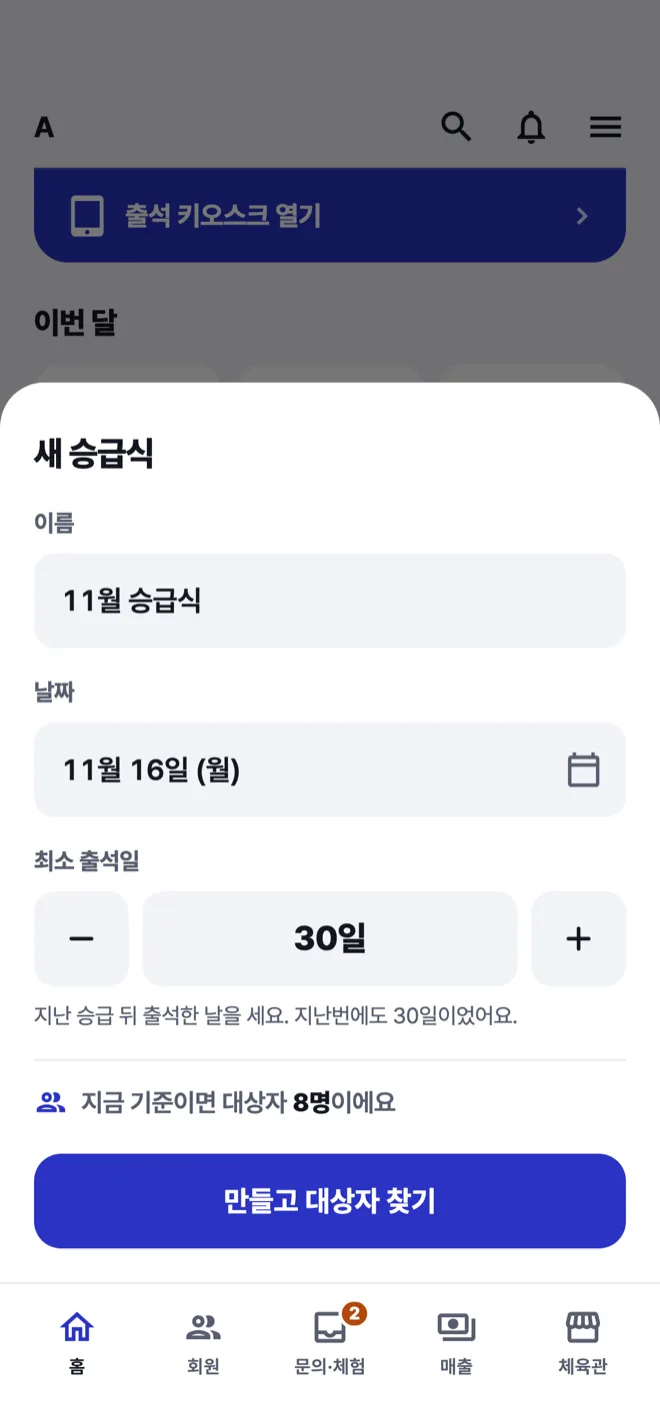 A
출석 키오스크 열기
이번 달
새 승급식
이름
11월 승급식
날짜
11월 16일 (월)
최소 출석일
30일
지난 승급 뒤 출석한 날을 세요. 지난번에도 30일이었어요.
지금 기준이면 대상자 8명이에요
만들고 대상자 찾기
2
홈 회원 문의·체험 매출 체육관